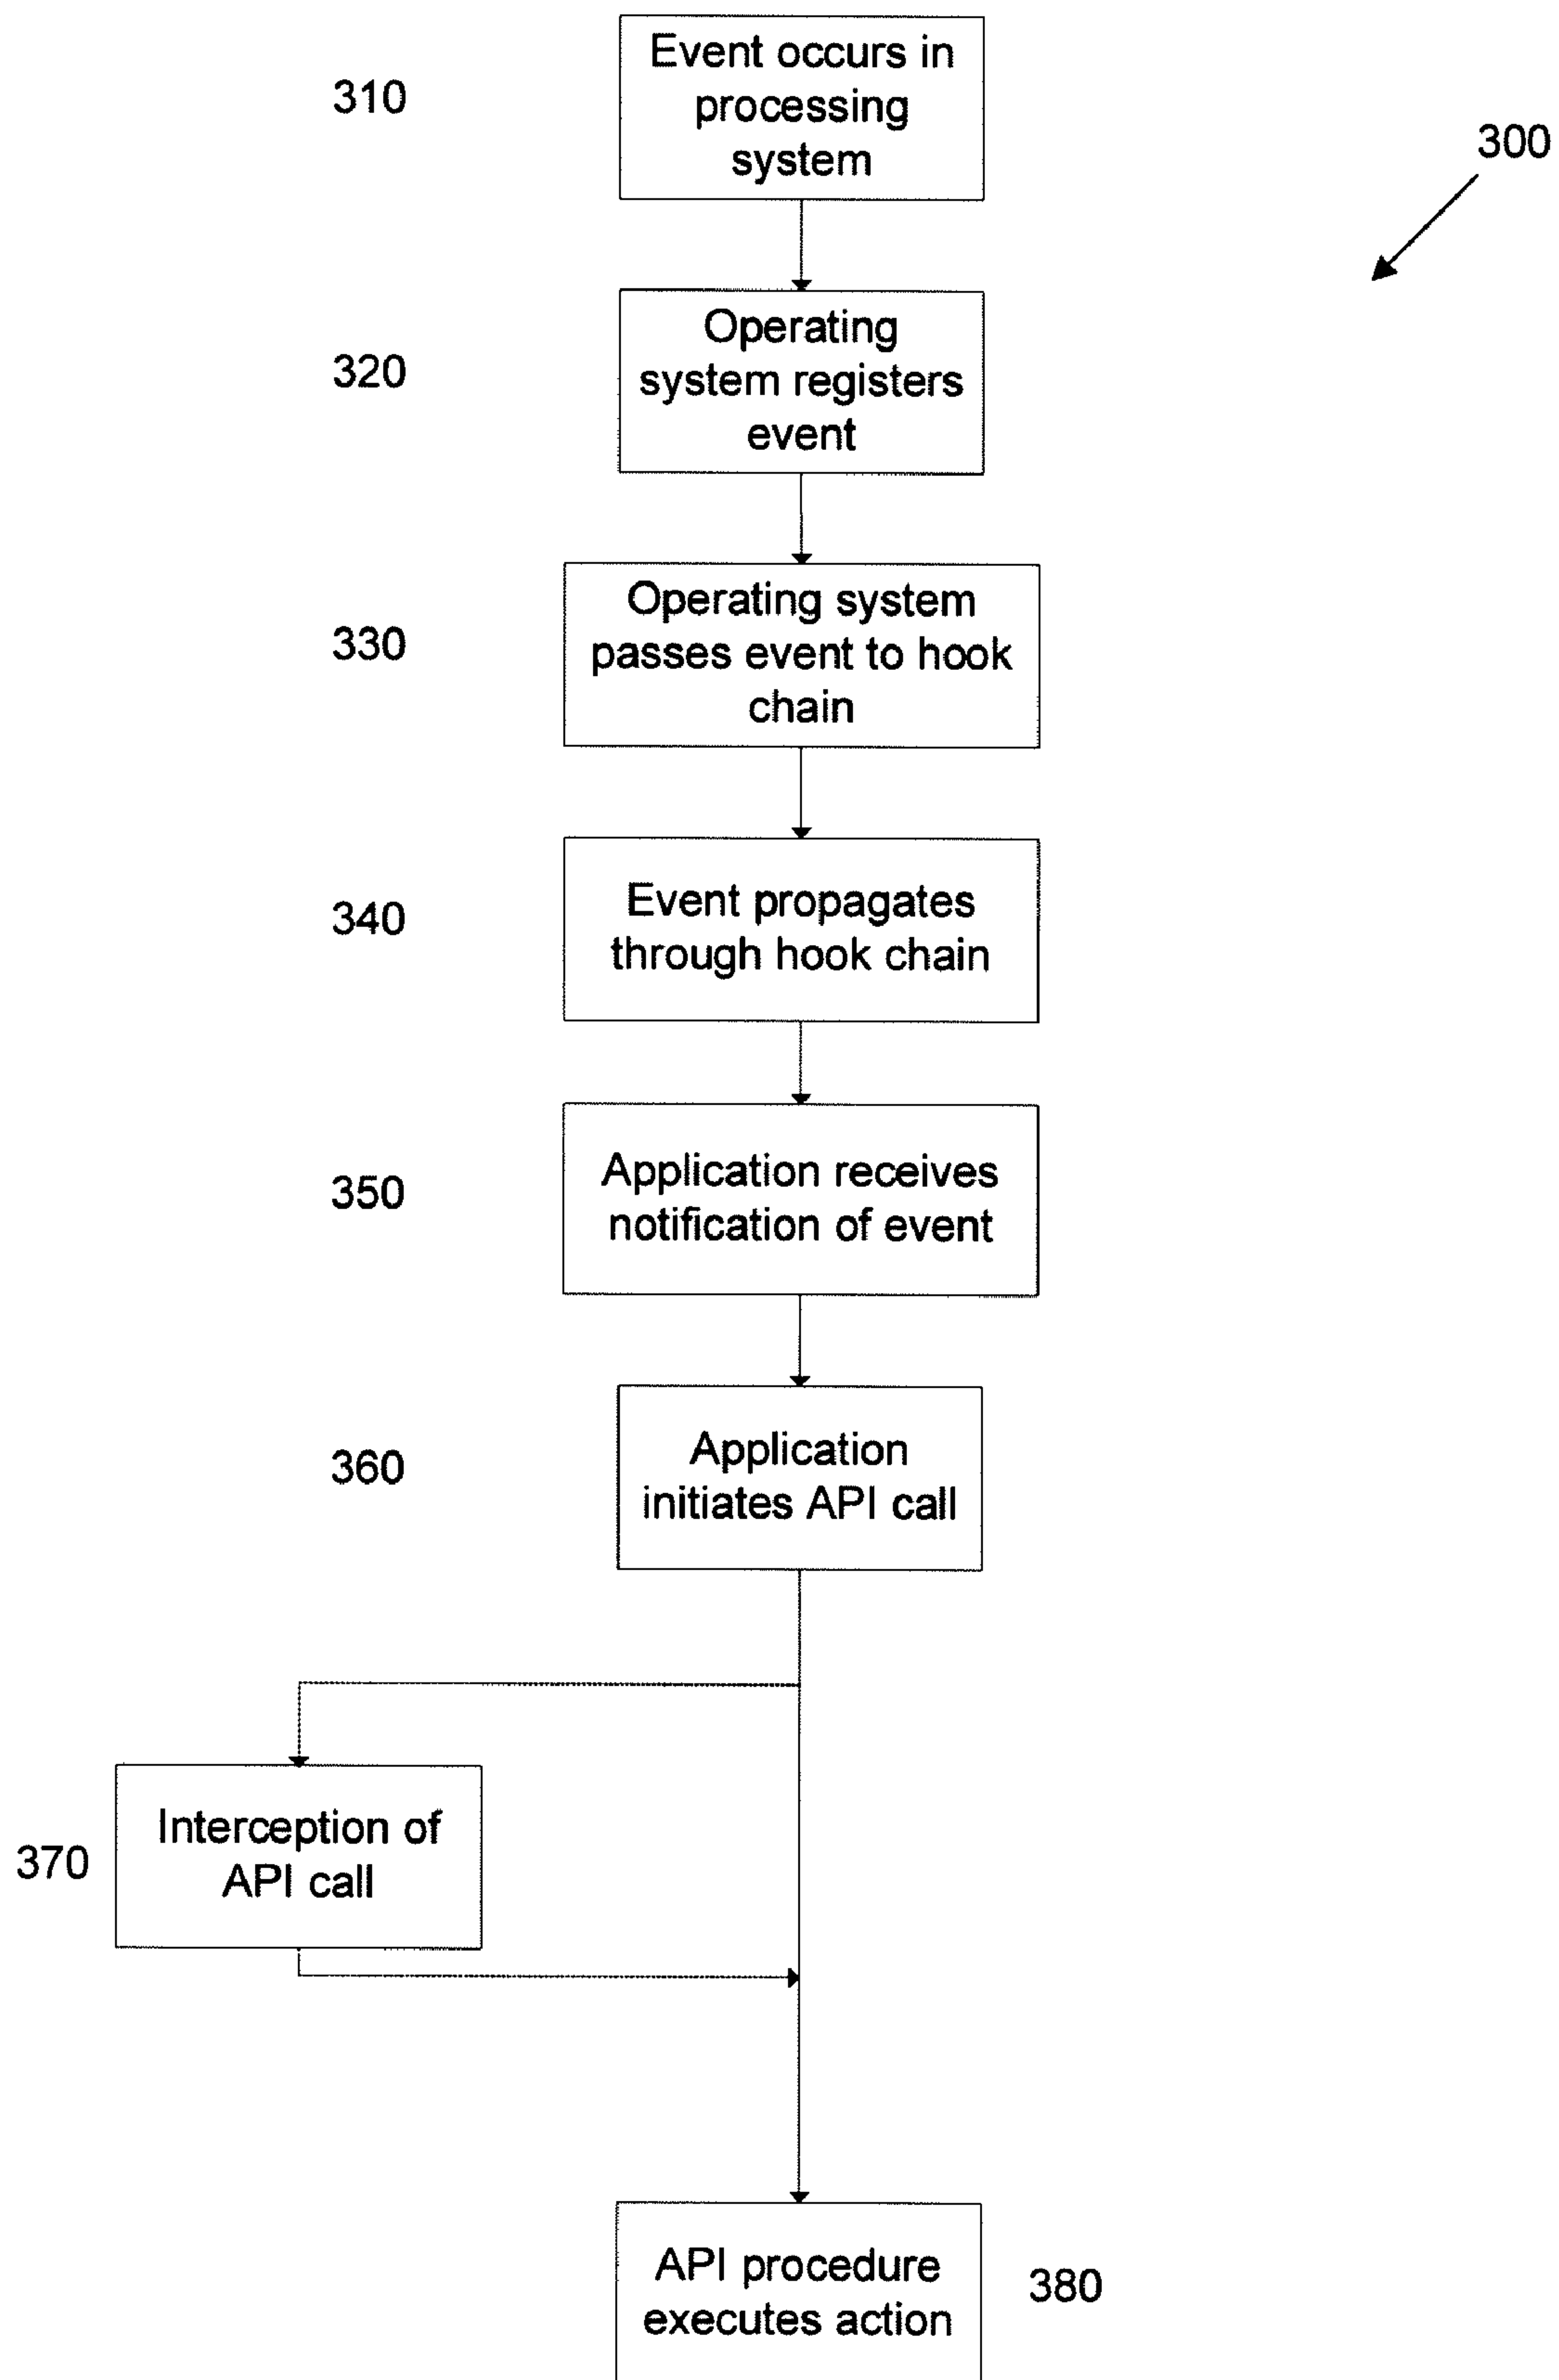 310
Event occurs in
processing
system
300
320
Operating
system registers
event
330
Operating system
passes event to hook
chain
340
Event propagates
through hook chain
350
Application receives
notification of event
360
Application
initiates API call
370
Interception of
API call
API procedure
executes action
380